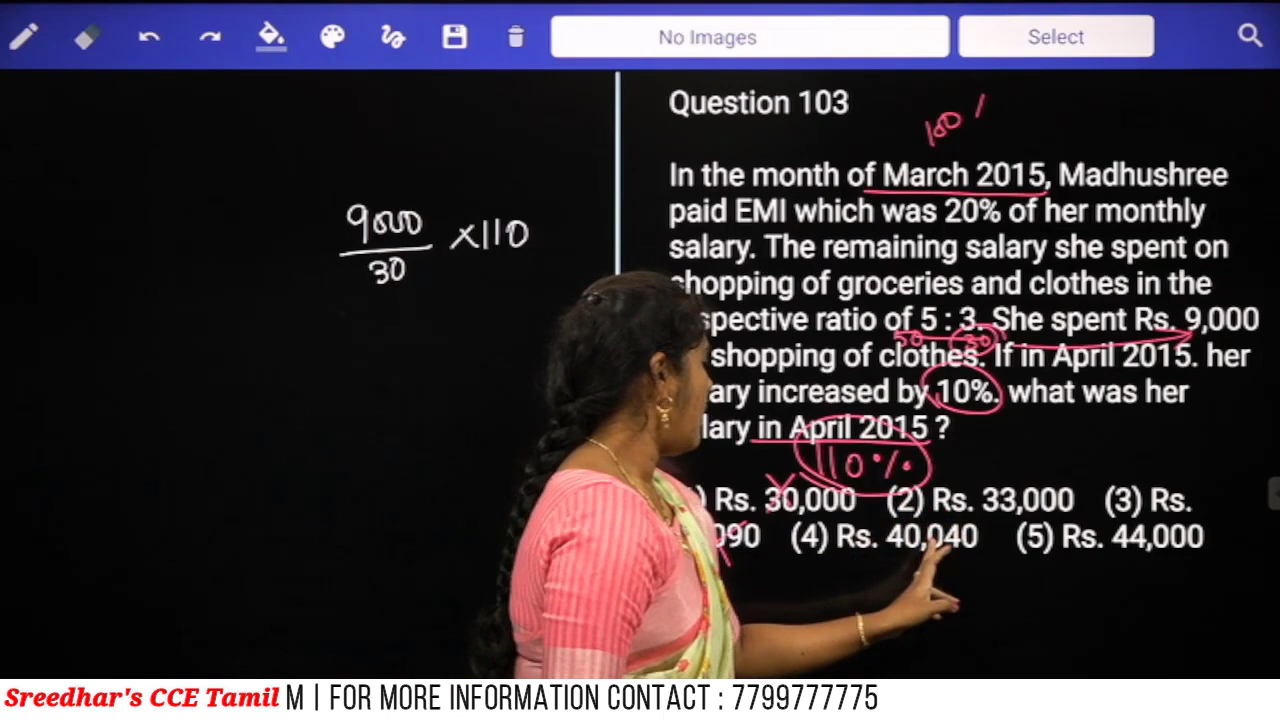 No Images
Select
Question 103
100 %
In the month of March 2015, Madhushree
paid EMI which was 20% of her monthly
salary. The remaining salary she spent on
shopping of groceries and clothes in the
spective ratio of 5 : 3. She spent Rs. 9,000
50 30
shopping of clothes. If in April 2015. her
ary increased by 10%. what was her
lary in April 2015 ?
110%
) Rs. 30,000 (2) Rs. 33,000 (3) Rs.
090 (4) Rs. 40,040 (5) Rs. 44,000
9000
30
×110
Sreedhar's CCE Tamil M | FOR MORE INFORMATION CONTACT : 7799777775